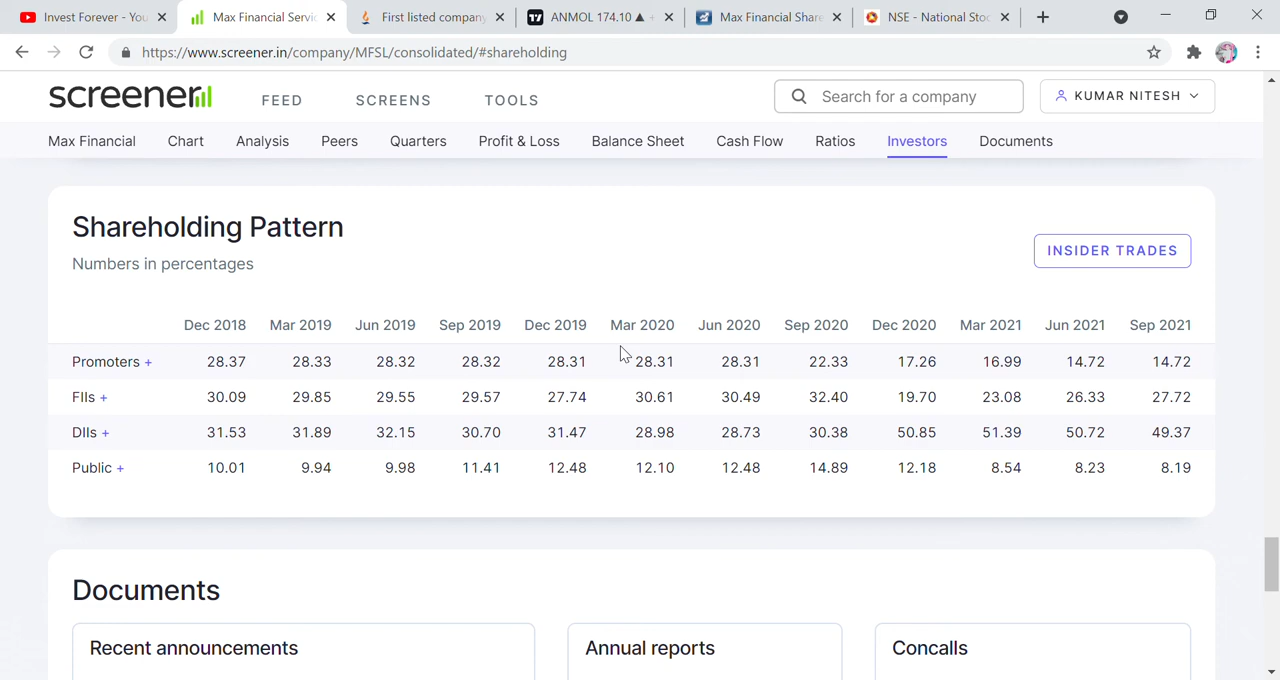 Invest Forever - You
Max Financial Servic
First listed company
ANMOL 174.10 ▲ +
Max Financial Share
NSE - National Stoc
https://www.screener.in/company/MFSL/consolidated/#shareholding
screener
FEED
SCREENS
TOOLS
Search for a company
KUMAR NITESH
Max Financial Chart Analysis Peers Quarters Profit & Loss Balance Sheet Cash Flow Ratios Investors Documents
Shareholding Pattern
Numbers in percentages
INSIDER TRADES
Dec 2018 Mar 2019 Jun 2019 Sep 2019 Dec 2019 Mar 2020 Jun 2020 Sep 2020 Dec 2020 Mar 2021 Jun 2021 Sep 2021
Promoters + 28.37 28.33 28.32 28.32 28.31 28.31 28.31 22.33 17.26 16.99 14.72 14.72
FIIs + 30.09 29.85 29.55 29.57 27.74 30.61 30.49 32.40 19.70 23.08 26.33 27.72
DIIs + 31.53 31.89 32.15 30.70 31.47 28.98 28.73 30.38 50.85 51.39 50.72 49.37
Public + 10.01 9.94 9.98 11.41 12.48 12.10 12.48 14.89 12.18 8.54 8.23 8.19
Documents
Recent announcements
Annual reports
Concalls